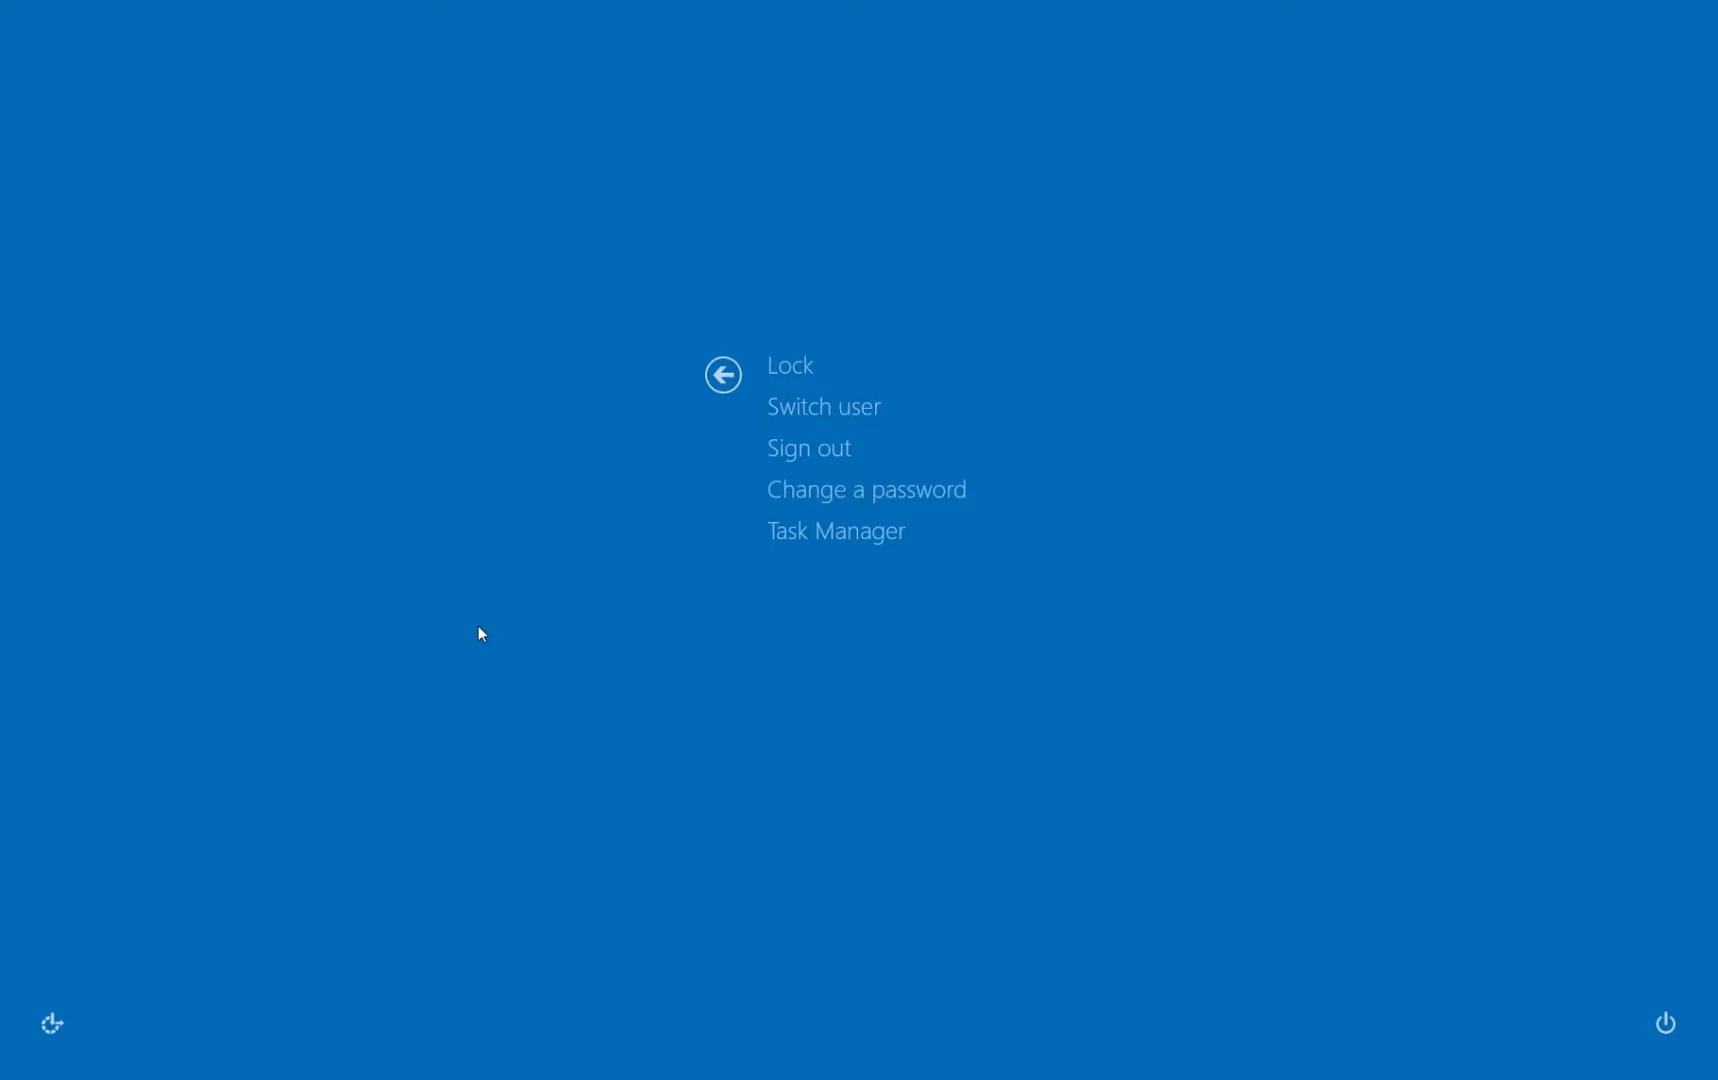 Lock
Switch user
Sign out
Change a password
Task Manager